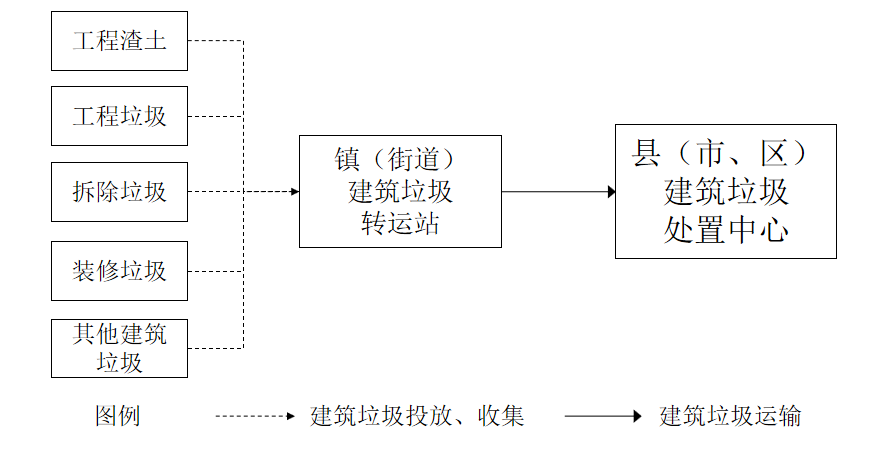 工程渣土
工程垃圾
拆除垃圾
装修垃圾
其他建筑
垃圾
镇（街道）
建筑垃圾
转运站
县（市、区）
建筑垃圾
处置中心
图例
建筑垃圾投放、收集
建筑垃圾运输